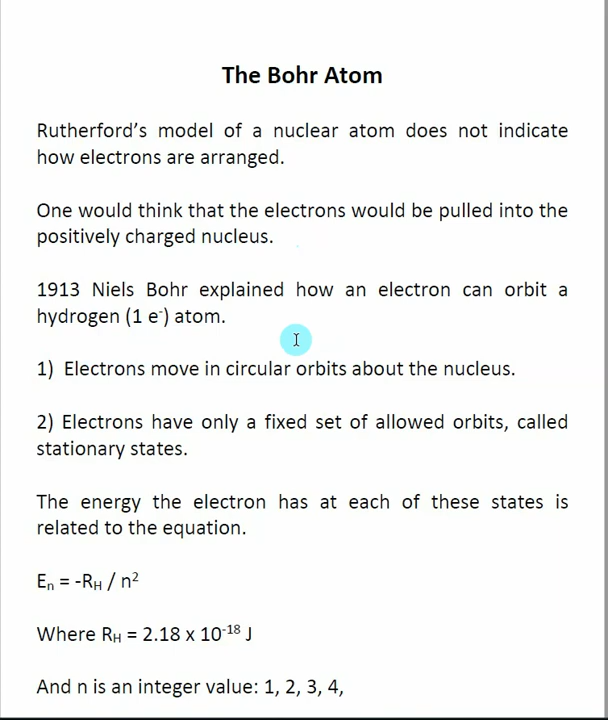 The Bohr Atom
Rutherford’s model of a nuclear atom does not indicate
how electrons are arranged.
One would think that the electrons would be pulled into the
positively charged nucleus.
1913 Niels Bohr explained how an electron can orbit a
hydrogen (1 e⁻) atom.
1) Electrons move in circular orbits about the nucleus.
2) Electrons have only a fixed set of allowed orbits, called
stationary states.
The energy the electron has at each of these states is
related to the equation.
Eₙ = -R_H / n²
Where R_H = 2.18 x 10⁻¹⁸ J
And n is an integer value: 1, 2, 3, 4,